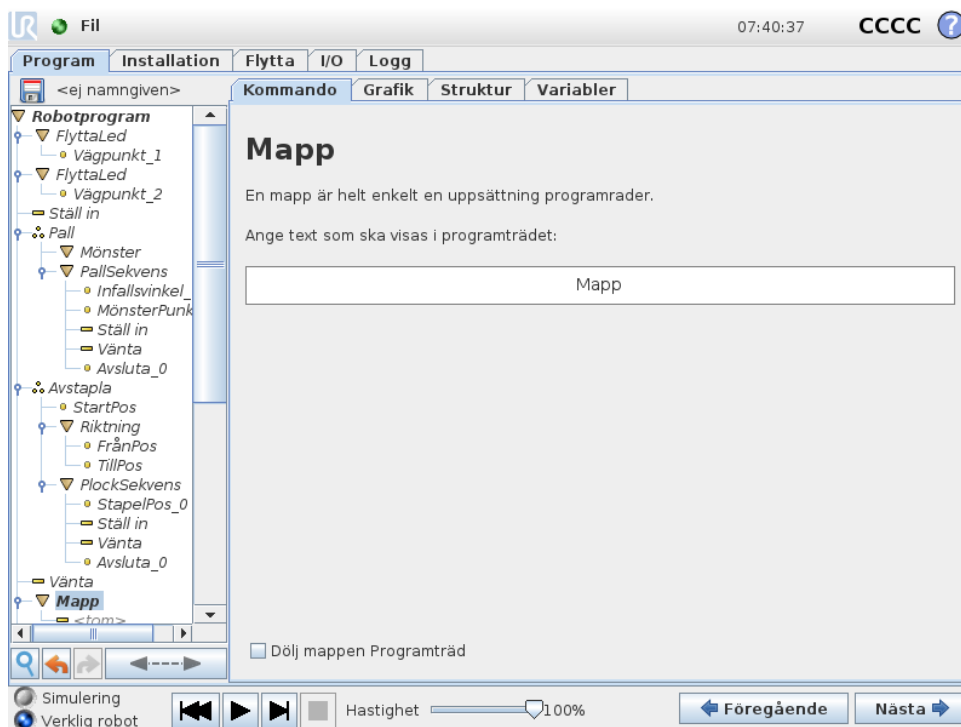 UR Fil 07:40:37 CCCC ?
Program Installation Flytta I/O Logg
<ej namngiven> Kommando Grafik Struktur Variabler
Robotprogram
FlyttaLed
Vägpunkt_1
FlyttaLed
Vägpunkt_2
Ställ in
Pall
Mönster
PallSekvens
Infallsvinkel_
MönsterPunk
Ställ in
Vänta
Avsluta_0
Avstapla
StartPos
Riktning
FrånPos
TillPos
PlockSekvens
StapelPos_0
Ställ in
Vänta
Avsluta_0
Vänta
Mapp
<tom>
Mapp
En mapp är helt enkelt en uppsättning programrader.
Ange text som ska visas i programträdet:
Mapp
Dölj mappen Programträd
Simulering
Verklig robot
Hastighet 100%
Föregående Nästa